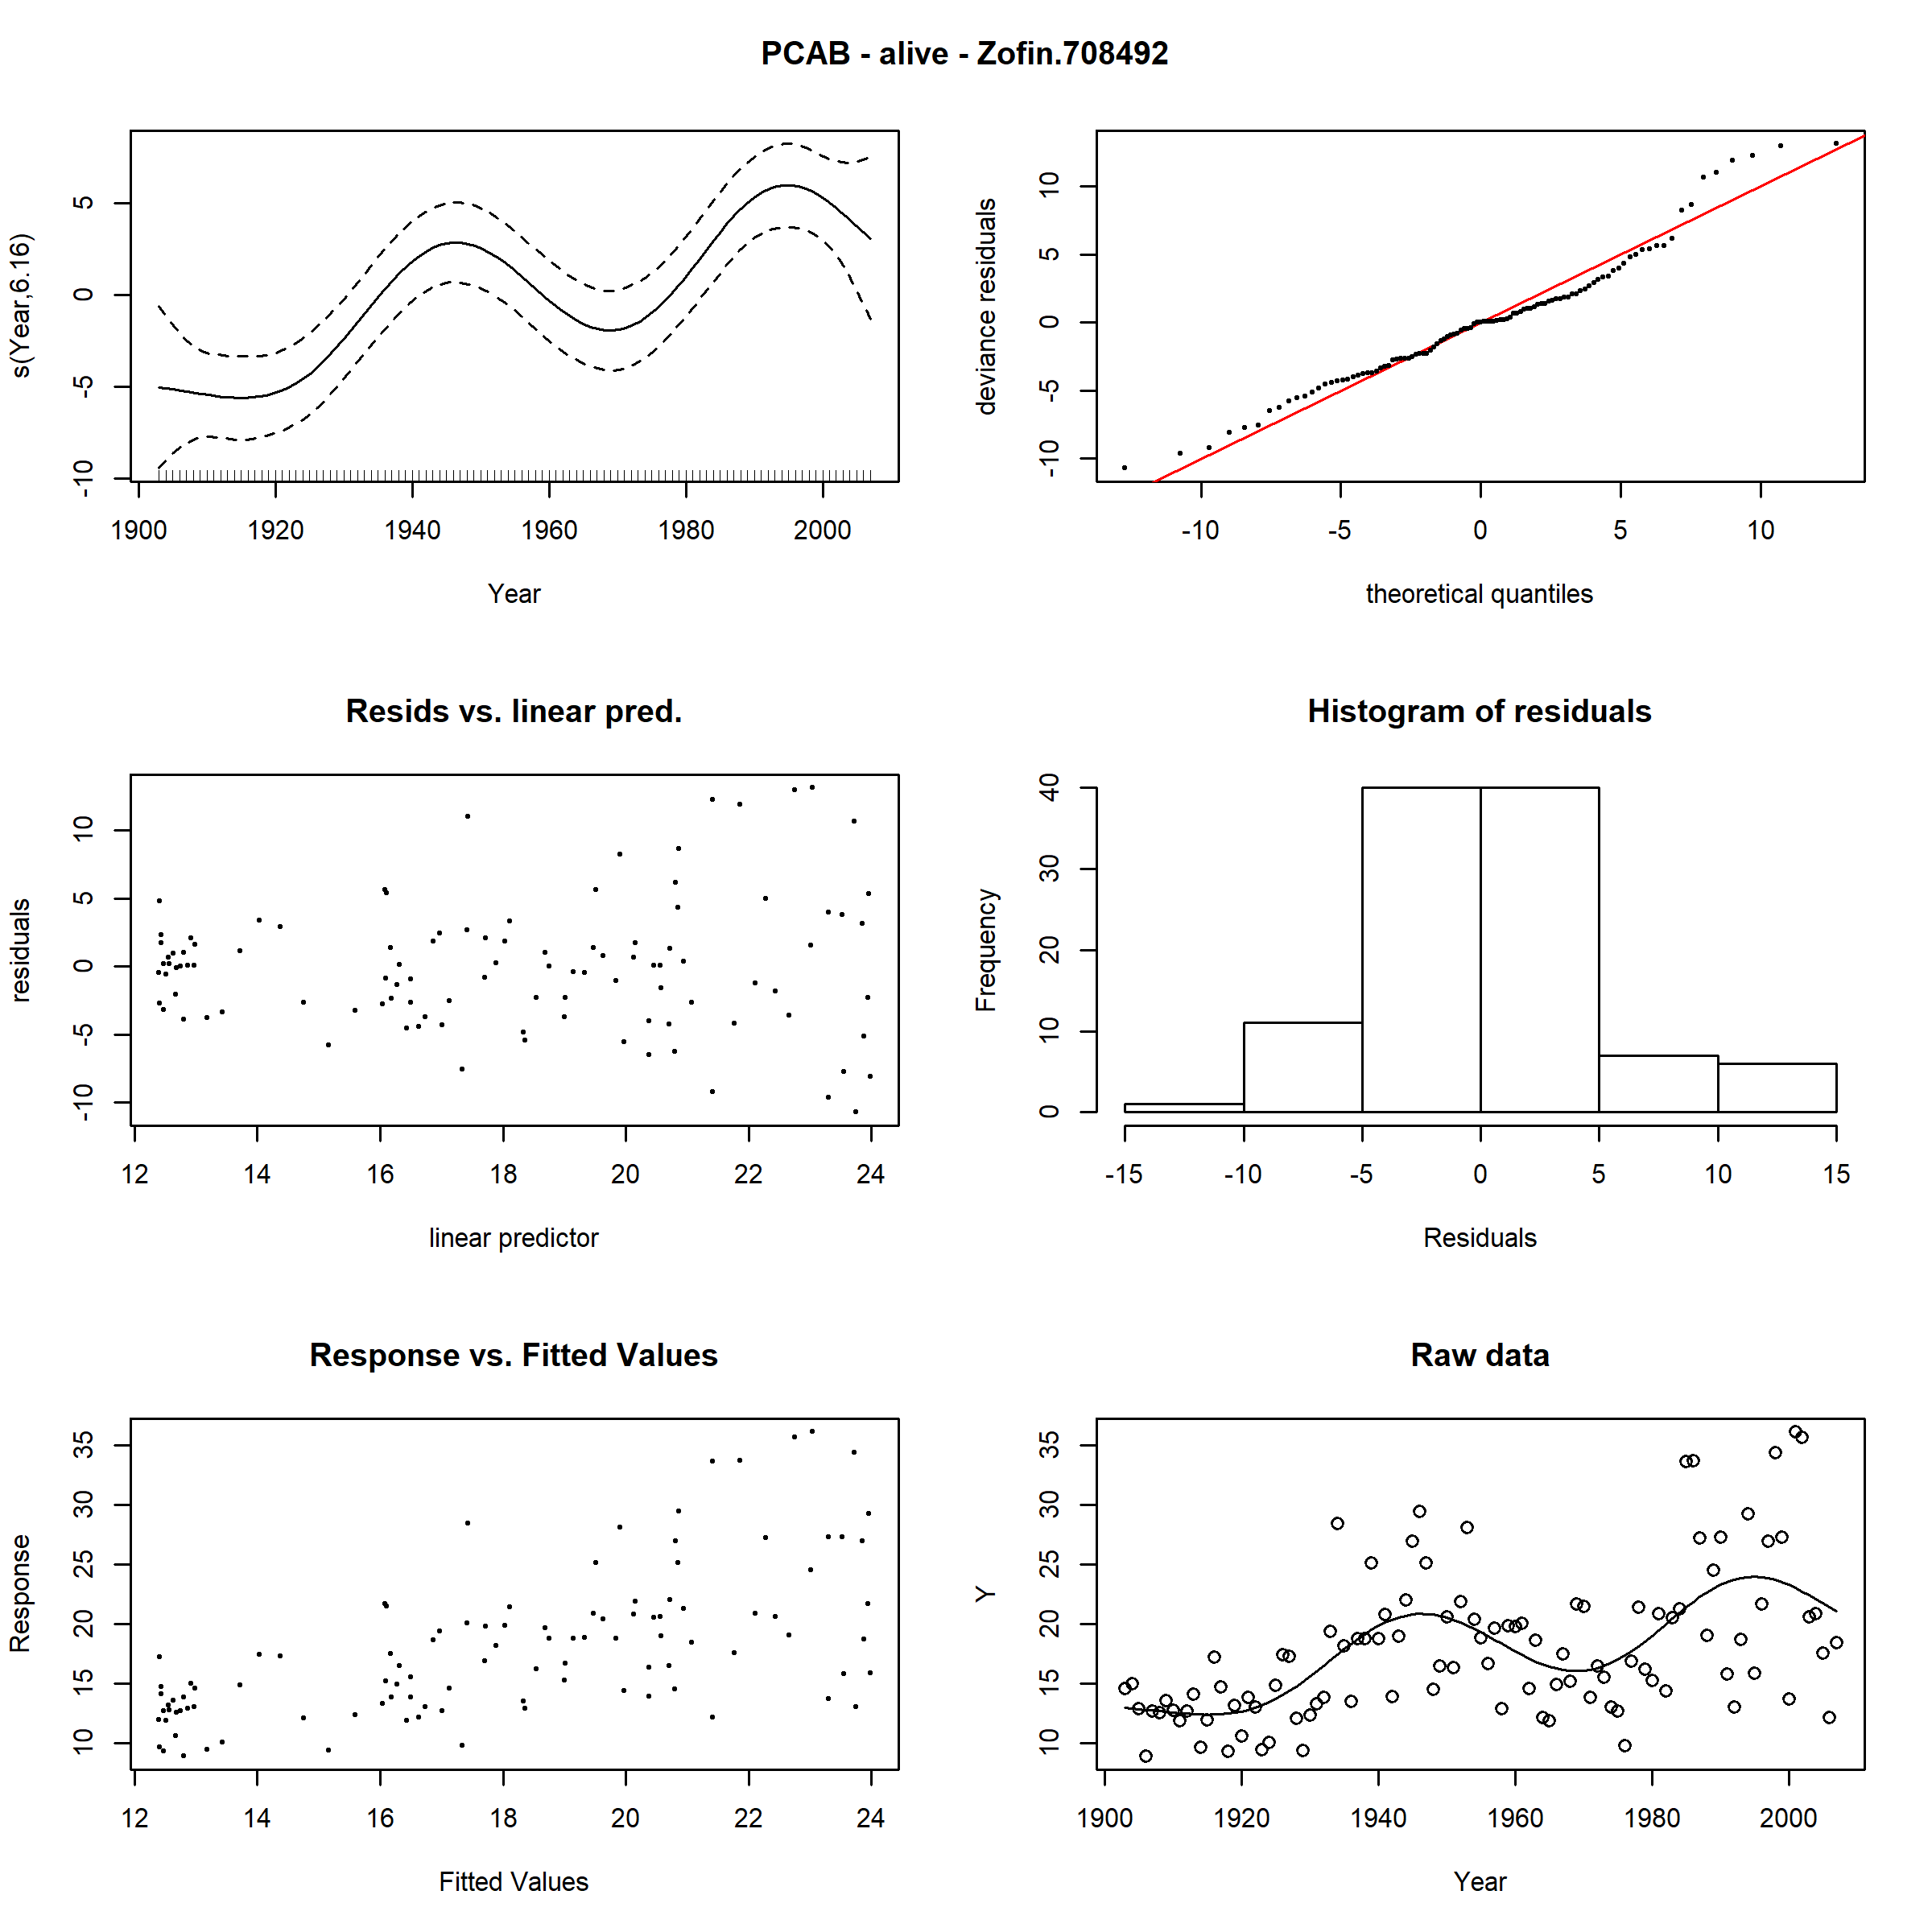 PCAB - alive - Zofin.708492
s(Year,6.16)
5
0
-5
-10
1900 1920 1940 1960 1980 2000
Year
deviance residuals
10
5
0
-5
-10
-10 -5 0 5 10
theoretical quantiles
Resids vs. linear pred.
residuals
10
5
0
-5
-10
12 14 16 18 20 22 24
linear predictor
Histogram of residuals
Frequency
40
30
20
10
0
-15 -10 -5 0 5 10 15
Residuals
Response vs. Fitted Values
Response
35
30
25
20
15
10
12 14 16 18 20 22 24
Fitted Values
Raw data
Y
35
30
25
20
15
10
1900 1920 1940 1960 1980 2000
Year